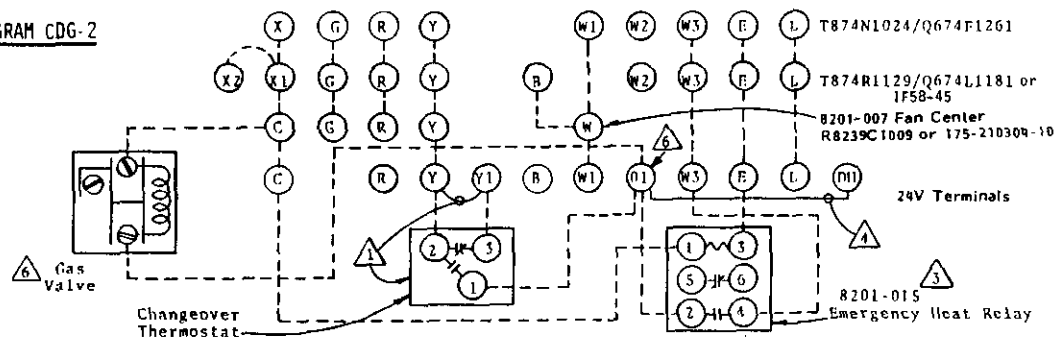 GRAM CDG-2
X G R Y W1 W2 W3 E L T874N1024/Q674F1261
X2 X1 G R Y B W2 W3 E L T874R1129/Q674L1181 or
1F58-45
C G R Y W 8201-007 Fan Center
R8239C1009 or 175-210304-10
6
C R Y Y1 B W1 O1 W3 E L D11
24V Terminals
1
2 3
1
4
1 3
5 6
2 4
3
8201-015
Emergency Heat Relay
6 Gas
Valve
Changeover
Thermostat